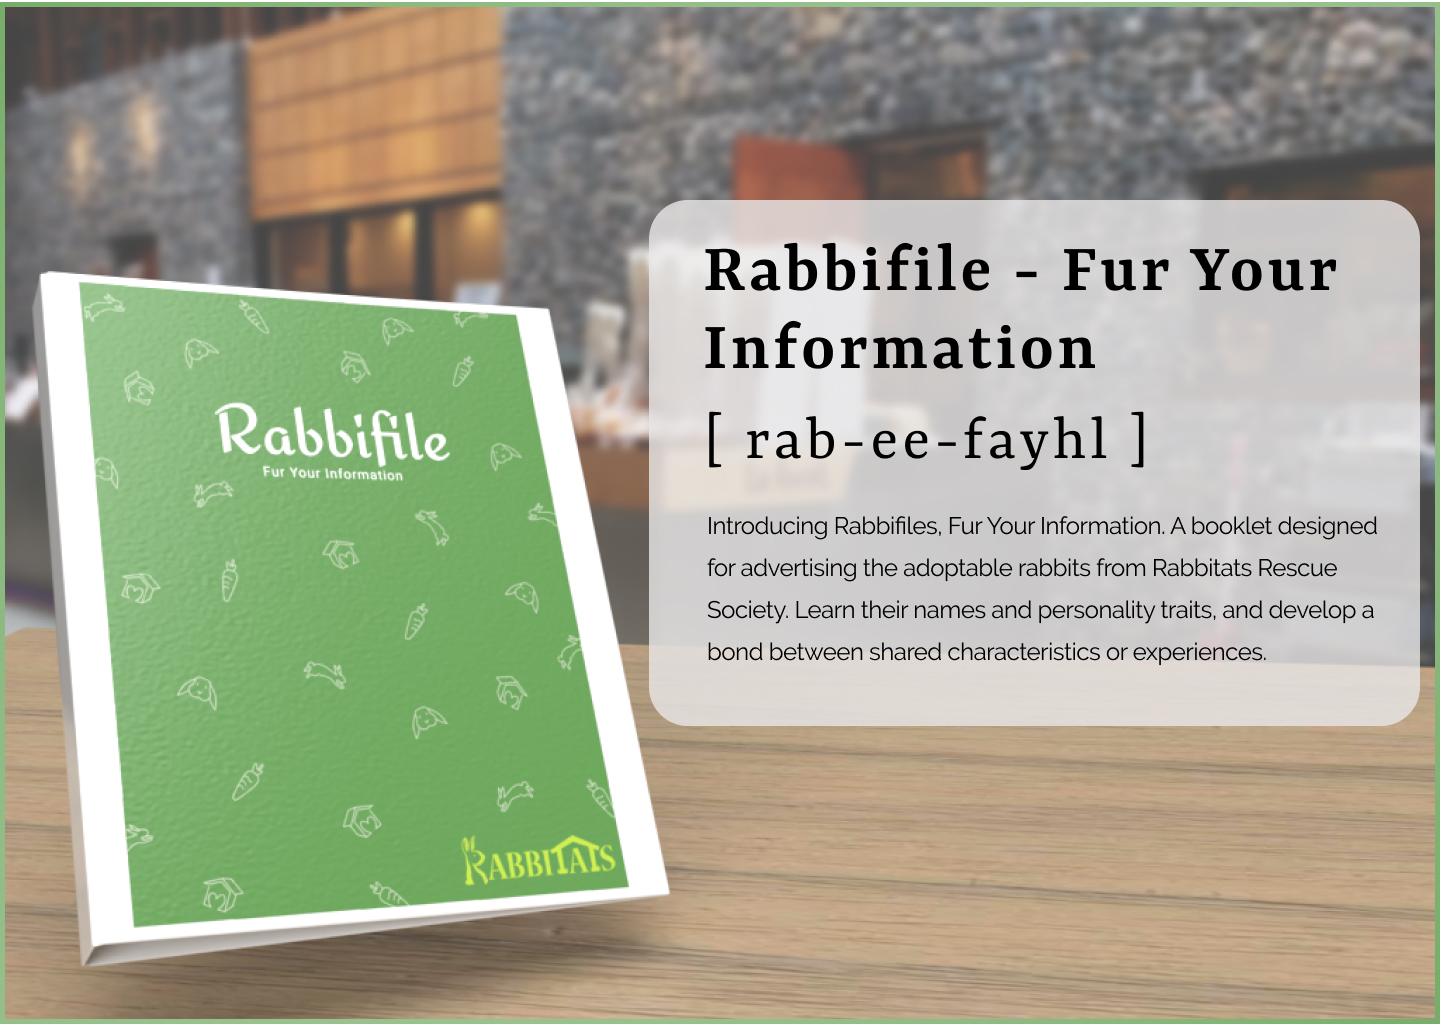 Rabbifile
Fur Your Information
RABBITATS
Rabbifile - Fur Your
Information
[ rab-ee-fayhl ]
Introducing Rabbifiles, Fur Your Information. A booklet designed
for advertising the adoptable rabbits from Rabbitats Rescue
Society. Learn their names and personality traits, and develop a
bond between shared characteristics or experiences.